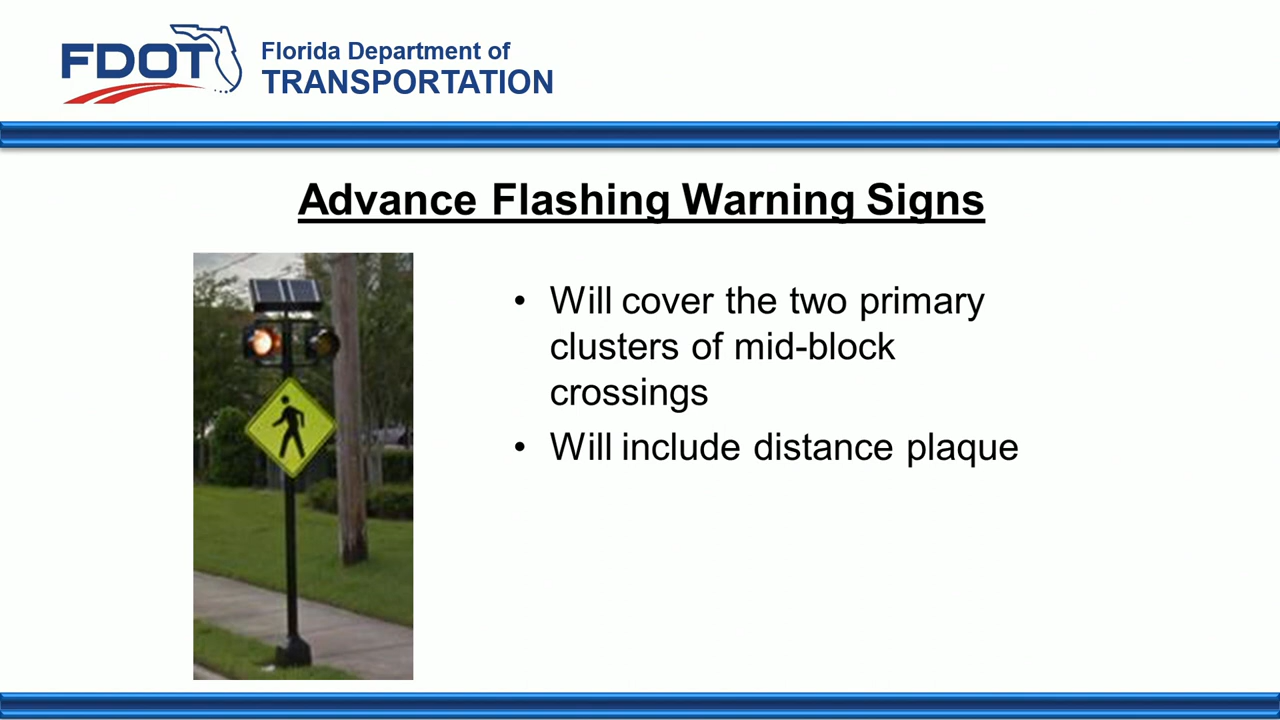 FDOT
Florida Department of
TRANSPORTATION
Advance Flashing Warning Signs
• Will cover the two primary
clusters of mid-block
crossings
• Will include distance plaque